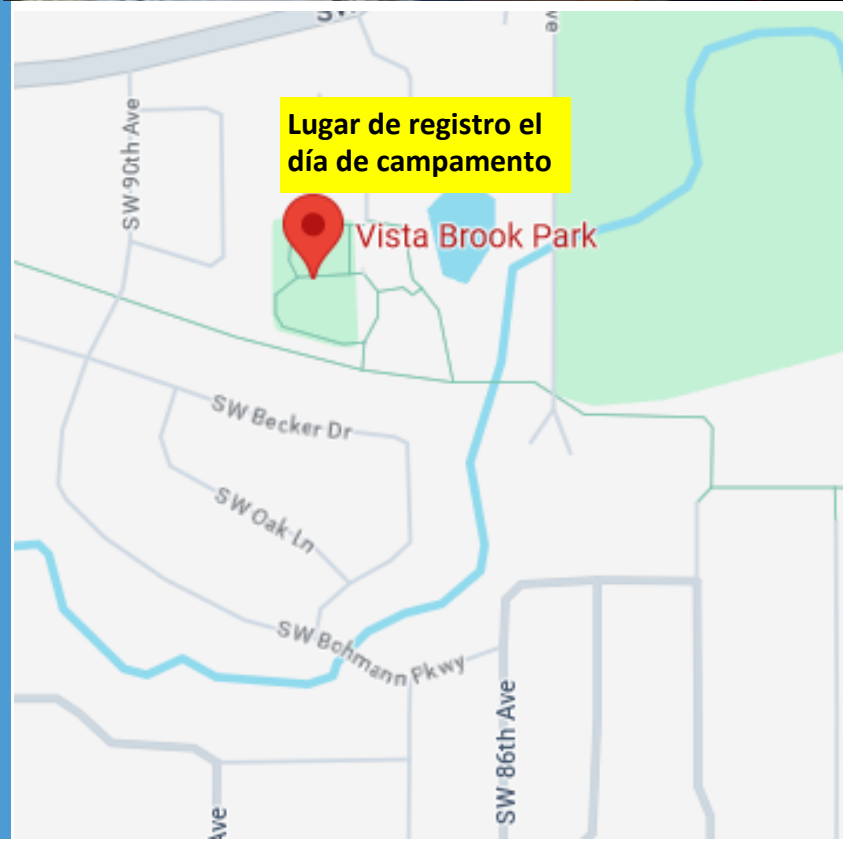 SW 90th Ave
Lugar de registro el
día de campamento
Vista Brook Park
SW Becker Dr
SW Oak Ln
SW Bohmann Pkwy
SW 86th Ave
Ave